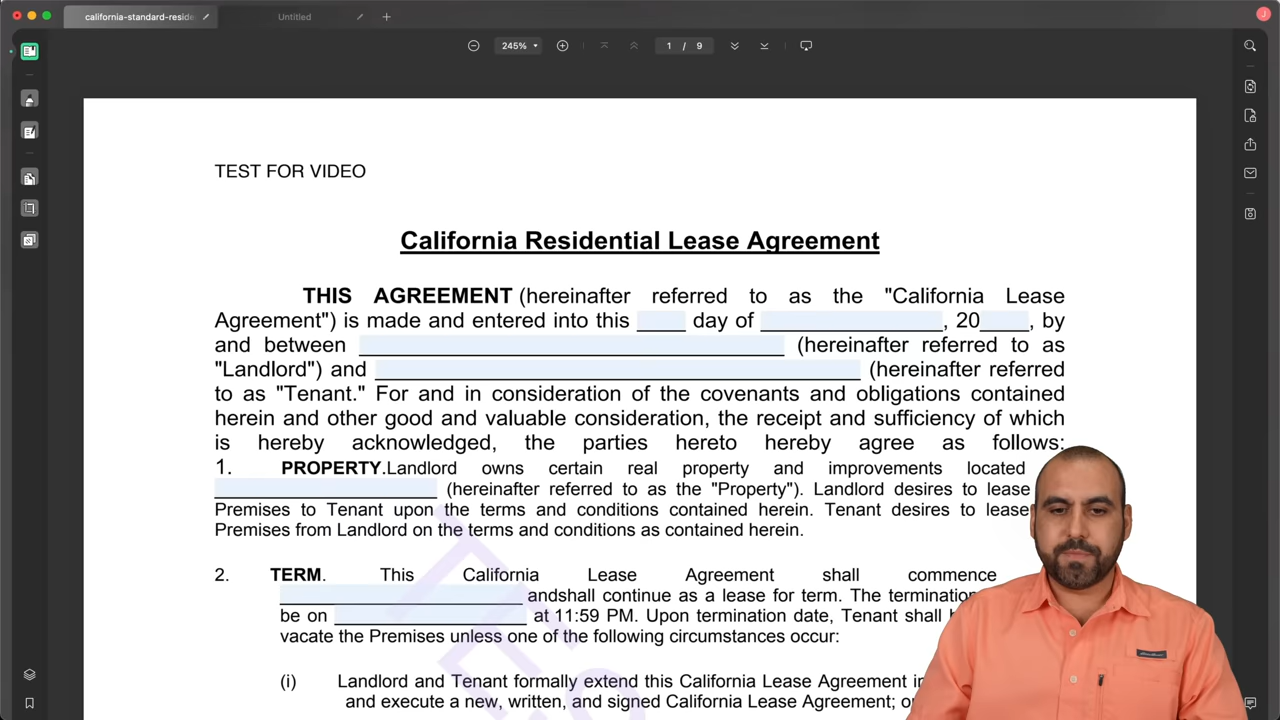 california-standard-reside
Untitled
J
245%
1 / 9
TEST FOR VIDEO
California Residential Lease Agreement
THIS AGREEMENT (hereinafter referred to as the "California Lease
Agreement") is made and entered into this ____ day of ____, 20____, by
and between ____ (hereinafter referred to as
"Landlord") and ____ (hereinafter referred
to as "Tenant." For and in consideration of the covenants and obligations contained
herein and other good and valuable consideration, the receipt and sufficiency of which
is hereby acknowledged, the parties hereto hereby agree as follows:
1. PROPERTY.Landlord owns certain real property and improvements located
____ (hereinafter referred to as the "Property"). Landlord desires to lease
Premises to Tenant upon the terms and conditions contained herein. Tenant desires to lease
Premises from Landlord on the terms and conditions as contained herein.
2. TERM. This California Lease Agreement shall commence
____ andshall continue as a lease for term. The termination
be on ____ at 11:59 PM. Upon termination date, Tenant shall
vacate the Premises unless one of the following circumstances occur:
(i) Landlord and Tenant formally extend this California Lease Agreement
and execute a new, written, and signed California Lease Agreement;